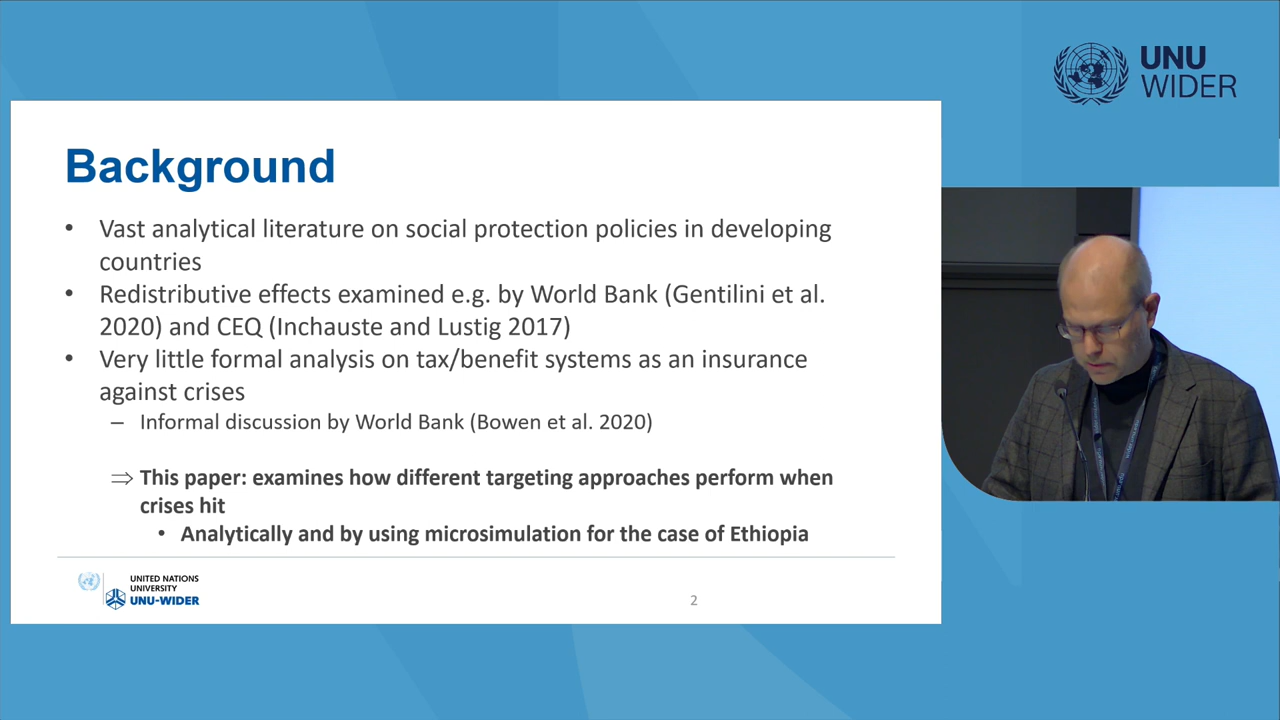 UNU
WIDER
Background
• Vast analytical literature on social protection policies in developing
countries
• Redistributive effects examined e.g. by World Bank (Gentilini et al.
2020) and CEQ (Inchauste and Lustig 2017)
• Very little formal analysis on tax/benefit systems as an insurance
against crises
– Informal discussion by World Bank (Bowen et al. 2020)
⇒ This paper: examines how different targeting approaches perform when
crises hit
• Analytically and by using microsimulation for the case of Ethiopia
UNITED NATIONS
UNIVERSITY
UNU-WIDER
2